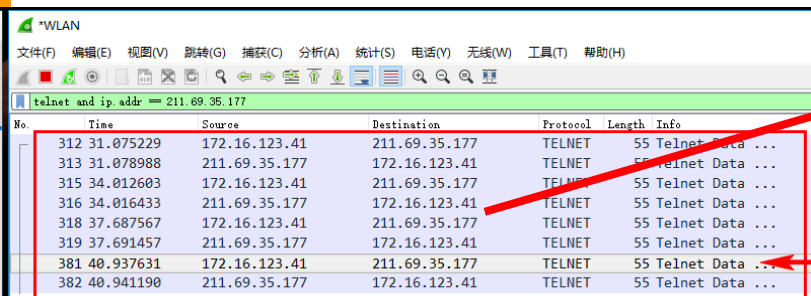 *WLAN
文件(F) 编辑(E) 视图(V) 跳转(G) 捕获(C) 分析(A) 统计(S) 电话(Y) 无线(W) 工具(T) 帮助(H)
telnet and ip.addr == 211.69.35.177
No. Time Source Destination Protocol Length Info
312 31.075229 172.16.123.41 211.69.35.177 TELNET 55 Telnet Data ...
313 31.078988 211.69.35.177 172.16.123.41 TELNET 55 Telnet Data ...
315 34.012603 172.16.123.41 211.69.35.177 TELNET 55 Telnet Data ...
316 34.016433 211.69.35.177 172.16.123.41 TELNET 55 Telnet Data ...
318 37.687567 172.16.123.41 211.69.35.177 TELNET 55 Telnet Data ...
319 37.691457 211.69.35.177 172.16.123.41 TELNET 55 Telnet Data ...
381 40.937631 172.16.123.41 211.69.35.177 TELNET 55 Telnet Data ...
382 40.941190 211.69.35.177 172.16.123.41 TELNET 55 Telnet Data ...